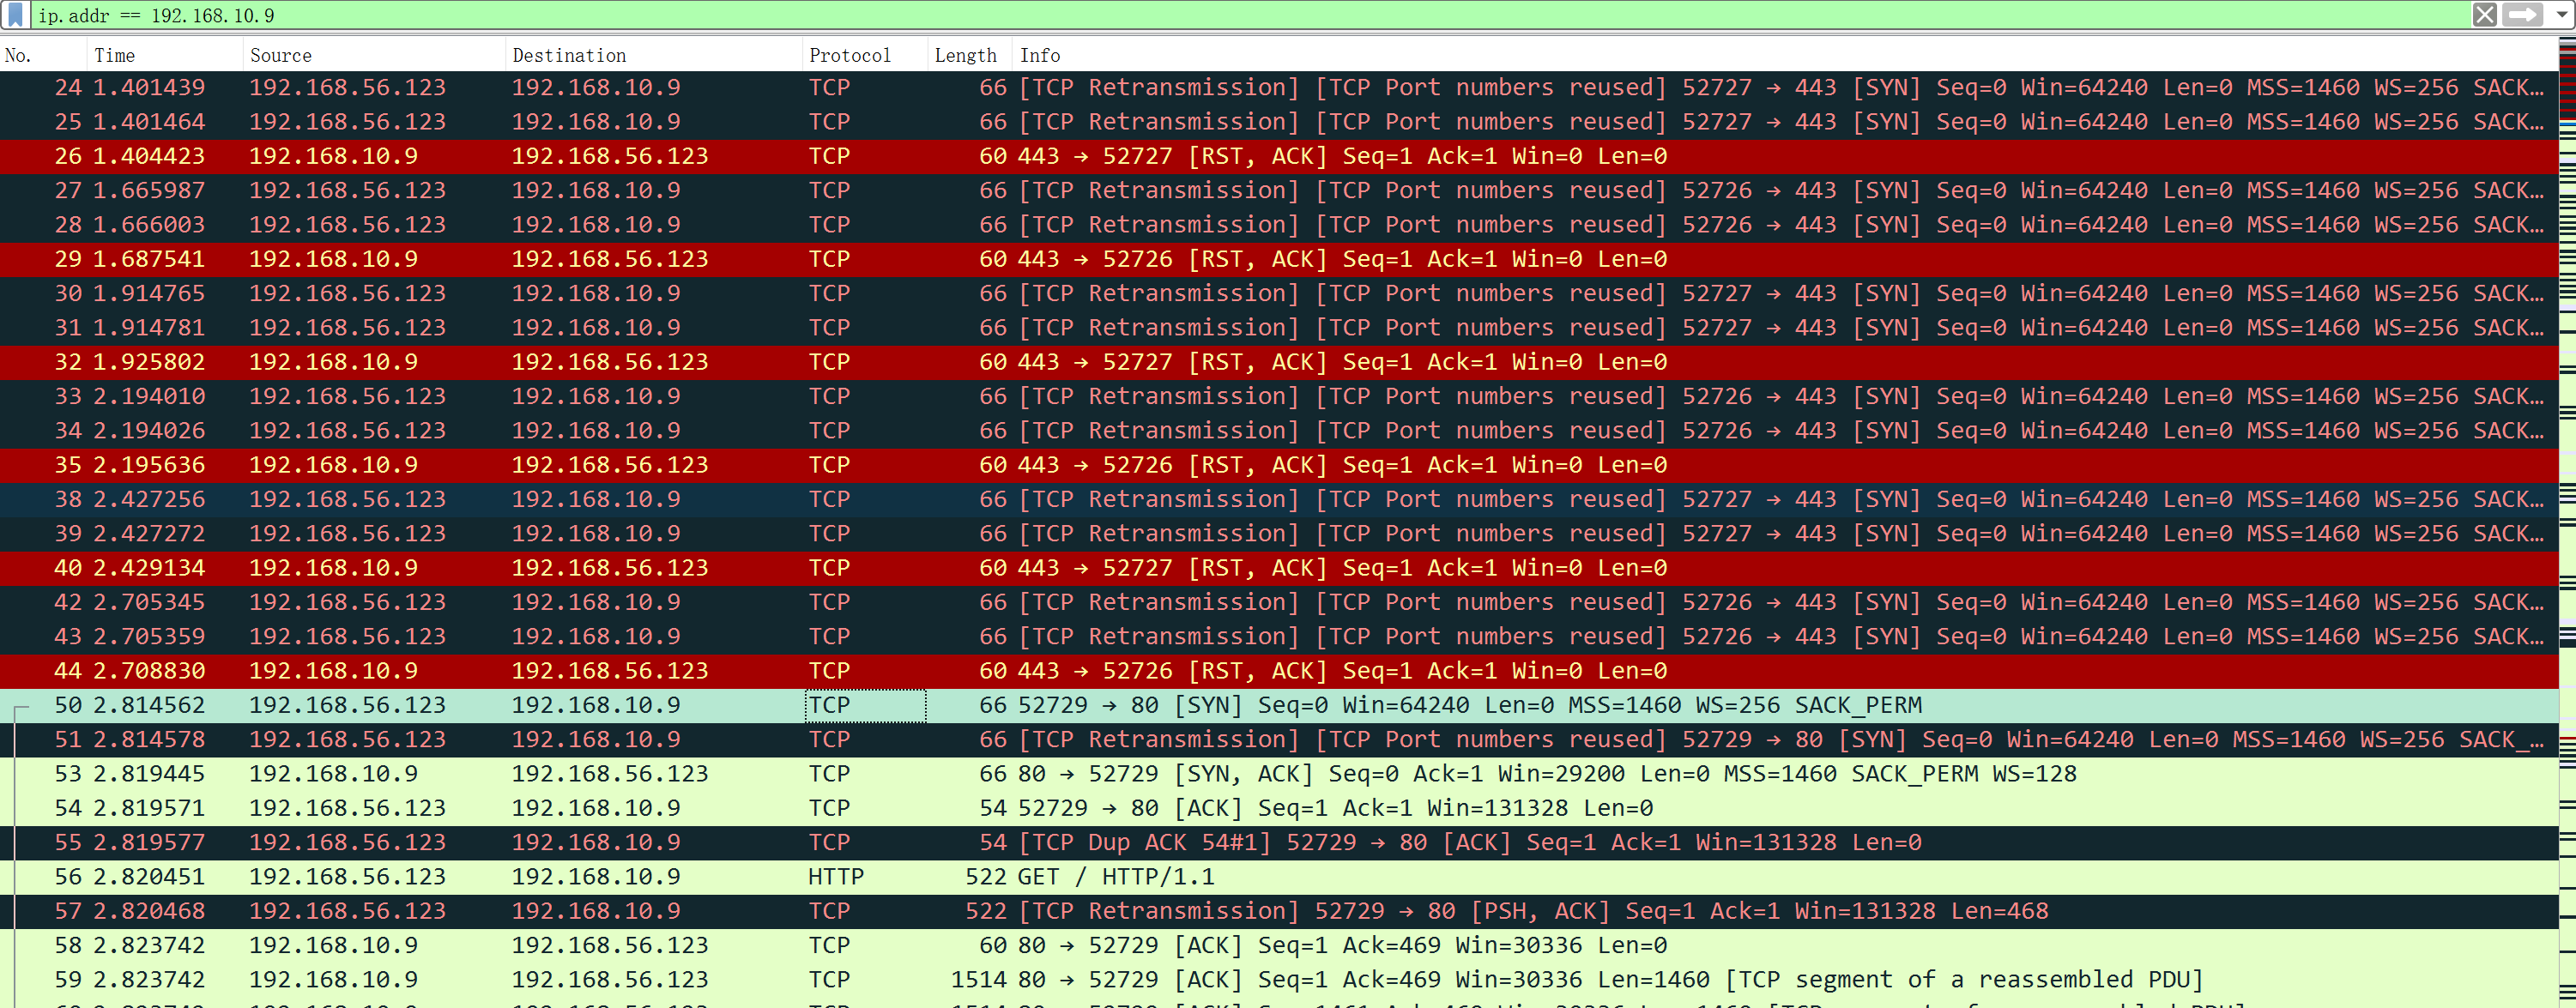 ip.addr == 192.168.10.9
No. Time Source Destination Protocol Length Info
24 1.401439 192.168.56.123 192.168.10.9 TCP 66 [TCP Retransmission] [TCP Port numbers reused] 52727 → 443 [SYN] Seq=0 Win=64240 Len=0 MSS=1460 WS=256 SACK…
25 1.401464 192.168.56.123 192.168.10.9 TCP 66 [TCP Retransmission] [TCP Port numbers reused] 52727 → 443 [SYN] Seq=0 Win=64240 Len=0 MSS=1460 WS=256 SACK…
26 1.404423 192.168.10.9 192.168.56.123 TCP 60 443 → 52727 [RST, ACK] Seq=1 Ack=1 Win=0 Len=0
27 1.665987 192.168.56.123 192.168.10.9 TCP 66 [TCP Retransmission] [TCP Port numbers reused] 52726 → 443 [SYN] Seq=0 Win=64240 Len=0 MSS=1460 WS=256 SACK…
28 1.666003 192.168.56.123 192.168.10.9 TCP 66 [TCP Retransmission] [TCP Port numbers reused] 52726 → 443 [SYN] Seq=0 Win=64240 Len=0 MSS=1460 WS=256 SACK…
29 1.687541 192.168.10.9 192.168.56.123 TCP 60 443 → 52726 [RST, ACK] Seq=1 Ack=1 Win=0 Len=0
30 1.914765 192.168.56.123 192.168.10.9 TCP 66 [TCP Retransmission] [TCP Port numbers reused] 52727 → 443 [SYN] Seq=0 Win=64240 Len=0 MSS=1460 WS=256 SACK…
31 1.914781 192.168.56.123 192.168.10.9 TCP 66 [TCP Retransmission] [TCP Port numbers reused] 52727 → 443 [SYN] Seq=0 Win=64240 Len=0 MSS=1460 WS=256 SACK…
32 1.925802 192.168.10.9 192.168.56.123 TCP 60 443 → 52727 [RST, ACK] Seq=1 Ack=1 Win=0 Len=0
33 2.194010 192.168.56.123 192.168.10.9 TCP 66 [TCP Retransmission] [TCP Port numbers reused] 52726 → 443 [SYN] Seq=0 Win=64240 Len=0 MSS=1460 WS=256 SACK…
34 2.194026 192.168.56.123 192.168.10.9 TCP 66 [TCP Retransmission] [TCP Port numbers reused] 52726 → 443 [SYN] Seq=0 Win=64240 Len=0 MSS=1460 WS=256 SACK…
35 2.195636 192.168.10.9 192.168.56.123 TCP 60 443 → 52726 [RST, ACK] Seq=1 Ack=1 Win=0 Len=0
38 2.427256 192.168.56.123 192.168.10.9 TCP 66 [TCP Retransmission] [TCP Port numbers reused] 52727 → 443 [SYN] Seq=0 Win=64240 Len=0 MSS=1460 WS=256 SACK…
39 2.427272 192.168.56.123 192.168.10.9 TCP 66 [TCP Retransmission] [TCP Port numbers reused] 52727 → 443 [SYN] Seq=0 Win=64240 Len=0 MSS=1460 WS=256 SACK…
40 2.429134 192.168.10.9 192.168.56.123 TCP 60 443 → 52727 [RST, ACK] Seq=1 Ack=1 Win=0 Len=0
42 2.705345 192.168.56.123 192.168.10.9 TCP 66 [TCP Retransmission] [TCP Port numbers reused] 52726 → 443 [SYN] Seq=0 Win=64240 Len=0 MSS=1460 WS=256 SACK…
43 2.705359 192.168.56.123 192.168.10.9 TCP 66 [TCP Retransmission] [TCP Port numbers reused] 52726 → 443 [SYN] Seq=0 Win=64240 Len=0 MSS=1460 WS=256 SACK…
44 2.708830 192.168.10.9 192.168.56.123 TCP 60 443 → 52726 [RST, ACK] Seq=1 Ack=1 Win=0 Len=0
50 2.814562 192.168.56.123 192.168.10.9 TCP 66 52729 → 80 [SYN] Seq=0 Win=64240 Len=0 MSS=1460 WS=256 SACK_PERM
51 2.814578 192.168.56.123 192.168.10.9 TCP 66 [TCP Retransmission] [TCP Port numbers reused] 52729 → 80 [SYN] Seq=0 Win=64240 Len=0 MSS=1460 WS=256 SACK_…
53 2.819445 192.168.10.9 192.168.56.123 TCP 66 80 → 52729 [SYN, ACK] Seq=0 Ack=1 Win=29200 Len=0 MSS=1460 SACK_PERM WS=128
54 2.819571 192.168.56.123 192.168.10.9 TCP 54 52729 → 80 [ACK] Seq=1 Ack=1 Win=131328 Len=0
55 2.819577 192.168.56.123 192.168.10.9 TCP 54 [TCP Dup ACK 54#1] 52729 → 80 [ACK] Seq=1 Ack=1 Win=131328 Len=0
56 2.820451 192.168.56.123 192.168.10.9 HTTP 522 GET / HTTP/1.1
57 2.820468 192.168.56.123 192.168.10.9 TCP 522 [TCP Retransmission] 52729 → 80 [PSH, ACK] Seq=1 Ack=1 Win=131328 Len=468
58 2.823742 192.168.10.9 192.168.56.123 TCP 60 80 → 52729 [ACK] Seq=1 Ack=469 Win=30336 Len=0
59 2.823742 192.168.10.9 192.168.56.123 TCP 1514 80 → 52729 [ACK] Seq=1 Ack=469 Win=30336 Len=1460 [TCP segment of a reassembled PDU]